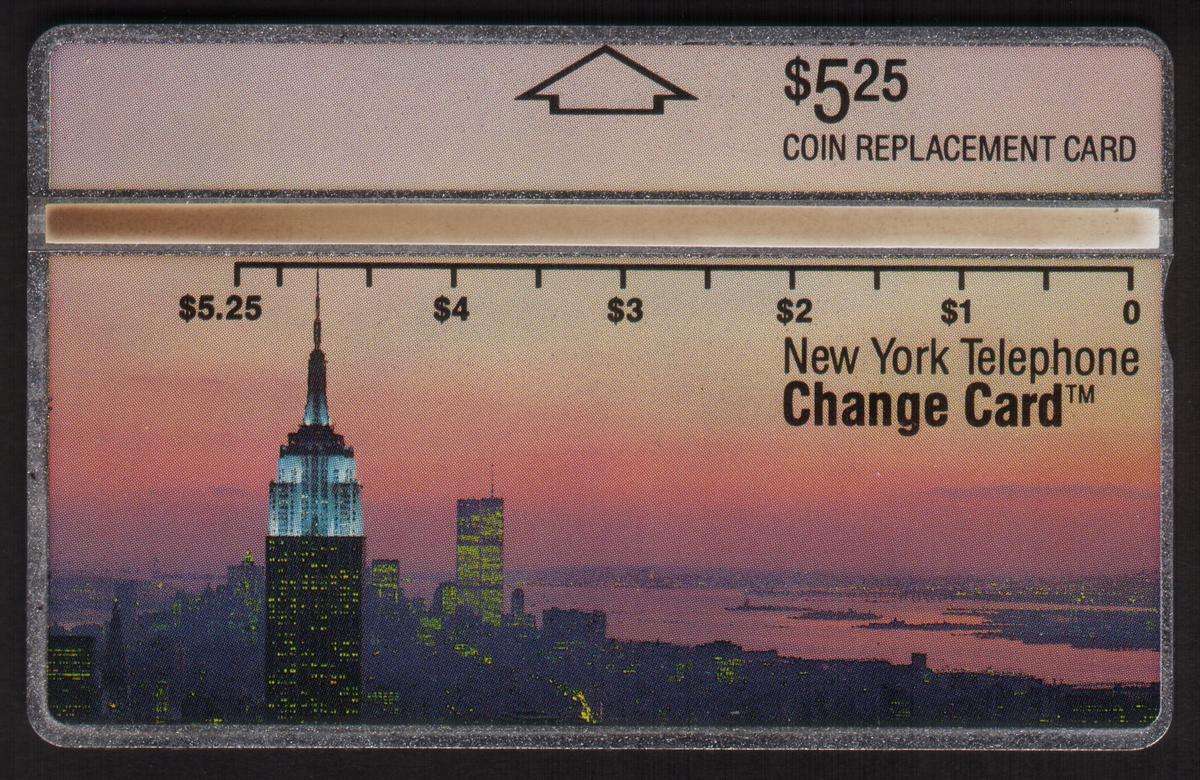 $5 25
COIN REPLACEMENT CARD
$5.25 $4 $3 $2 $1 0
New York Telephone
Change Card™